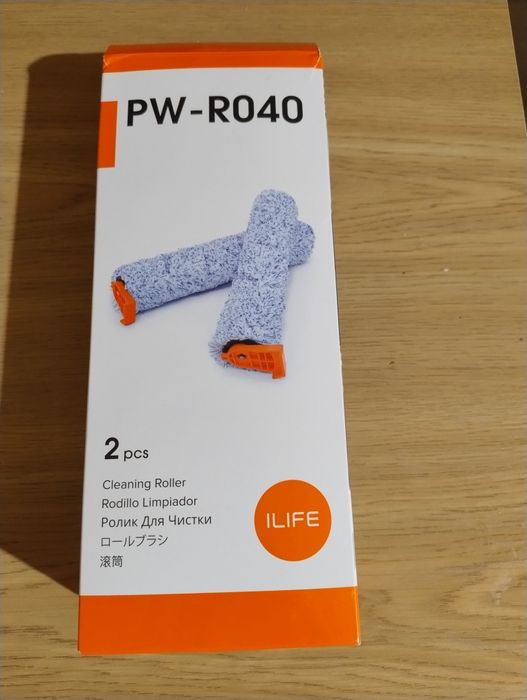 PW-R040
2 pcs
Cleaning Roller
Rodillo Limpiador
Ролик Для Чистки
ロールブラシ
滚筒
ILIFE